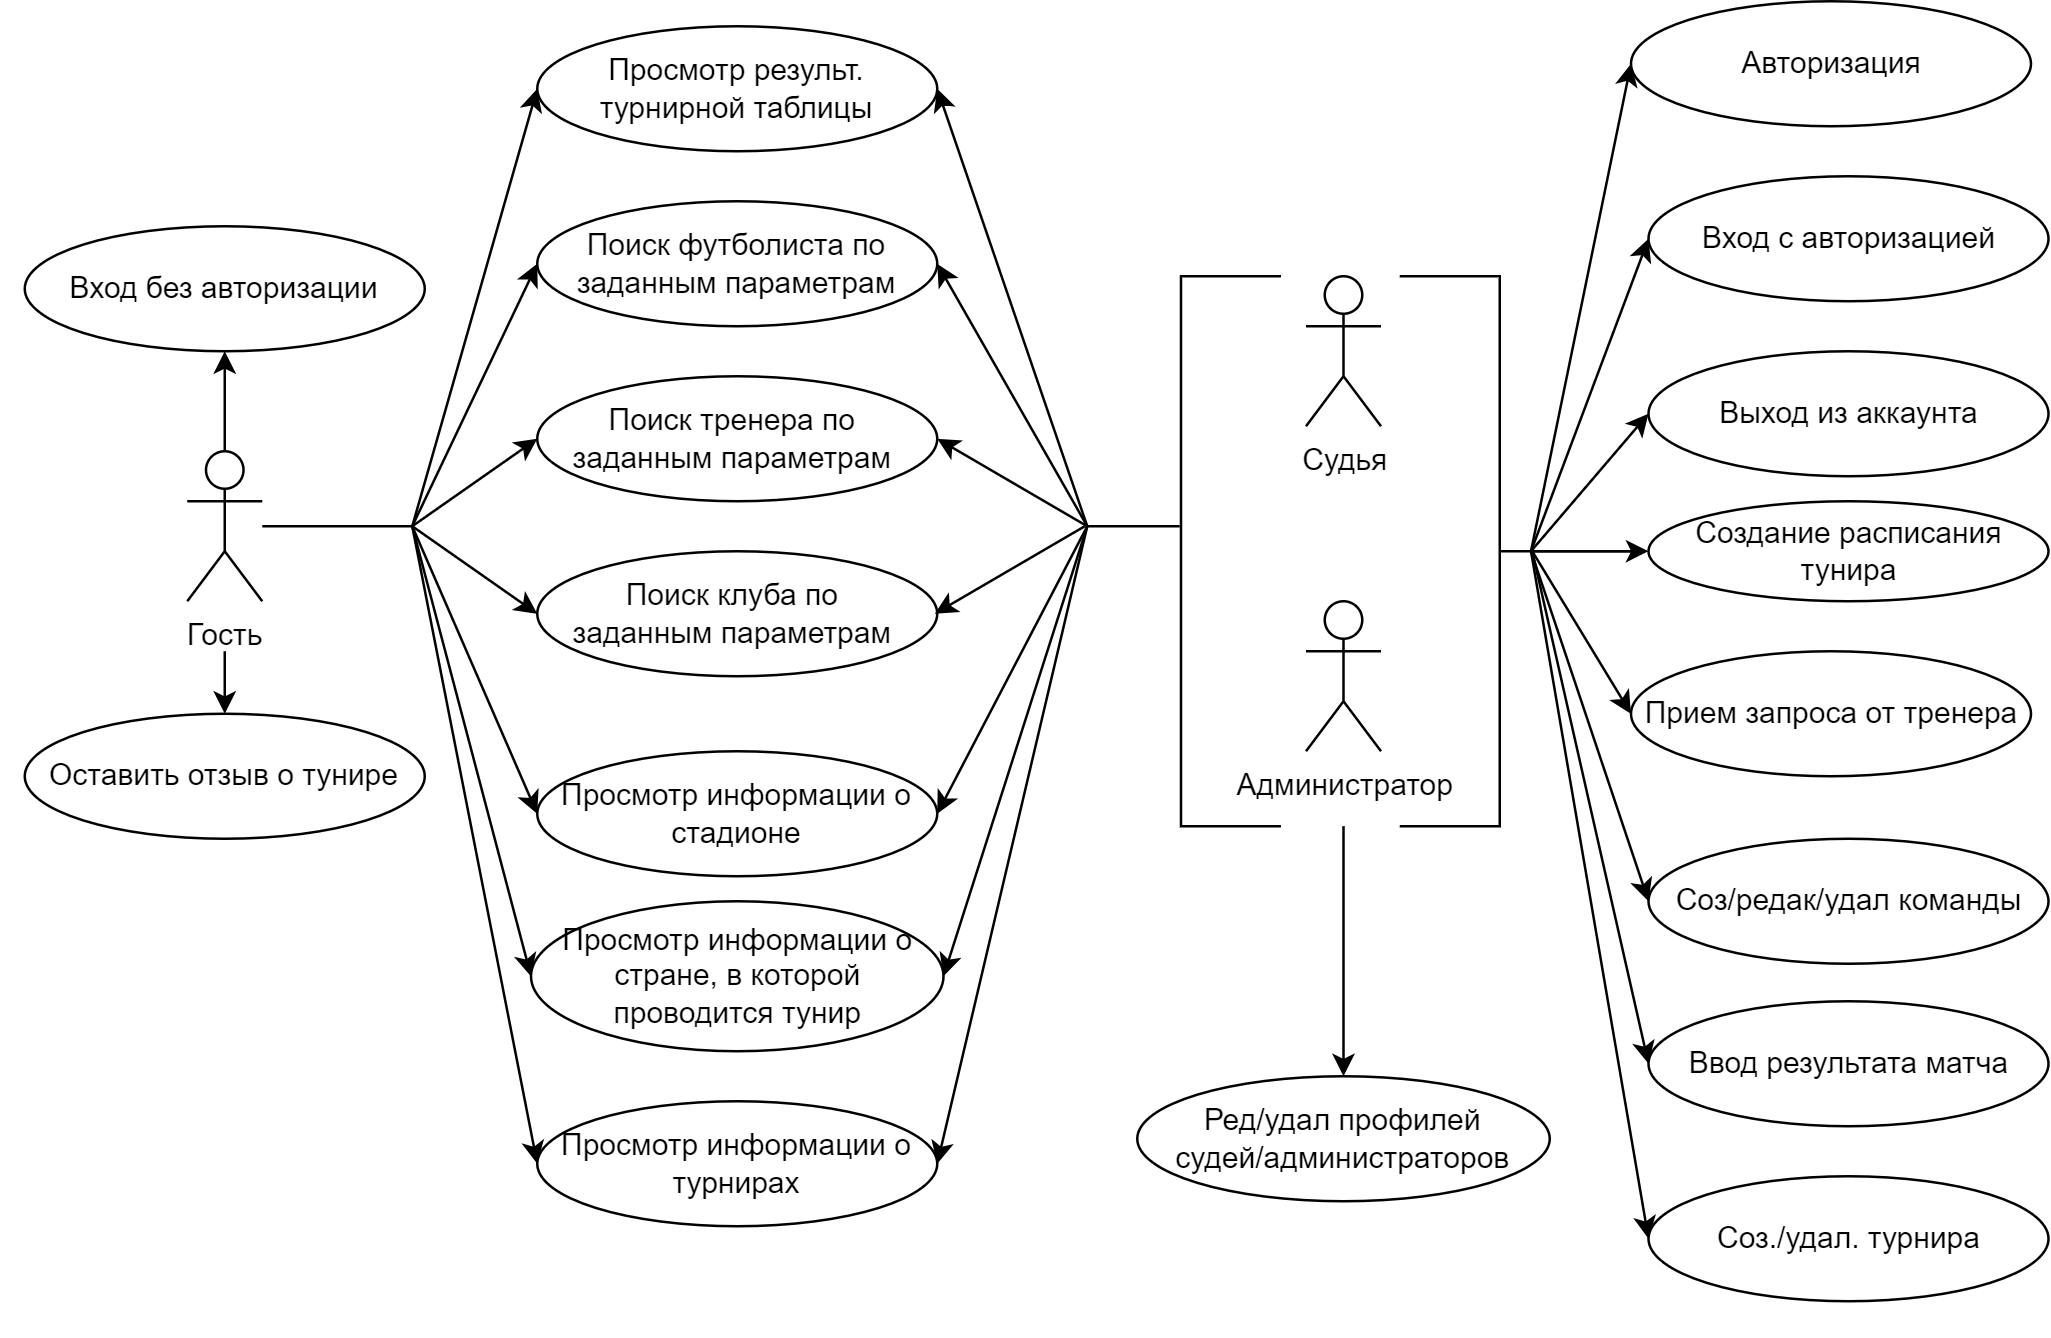 Вход без авторизации
Гость
Оставить отзыв о тунире
Просмотр результ.
турнирной таблицы
Поиск футболиста по
заданным параметрам
Поиск тренера по
заданным параметрам
Поиск клуба по
заданным параметрам
Просмотр информации о
стадионе
Просмотр информации о
стране, в которой
проводится тунир
Просмотр информации о
турнирах
Судья
Администратор
Ред/удал профилей
судей/администраторов
Авторизация
Вход с авторизацией
Выход из аккаунта
Создание расписания
тунира
Прием запроса от тренера
Соз/редак/удал команды
Ввод результата матча
Соз./удал. турнира